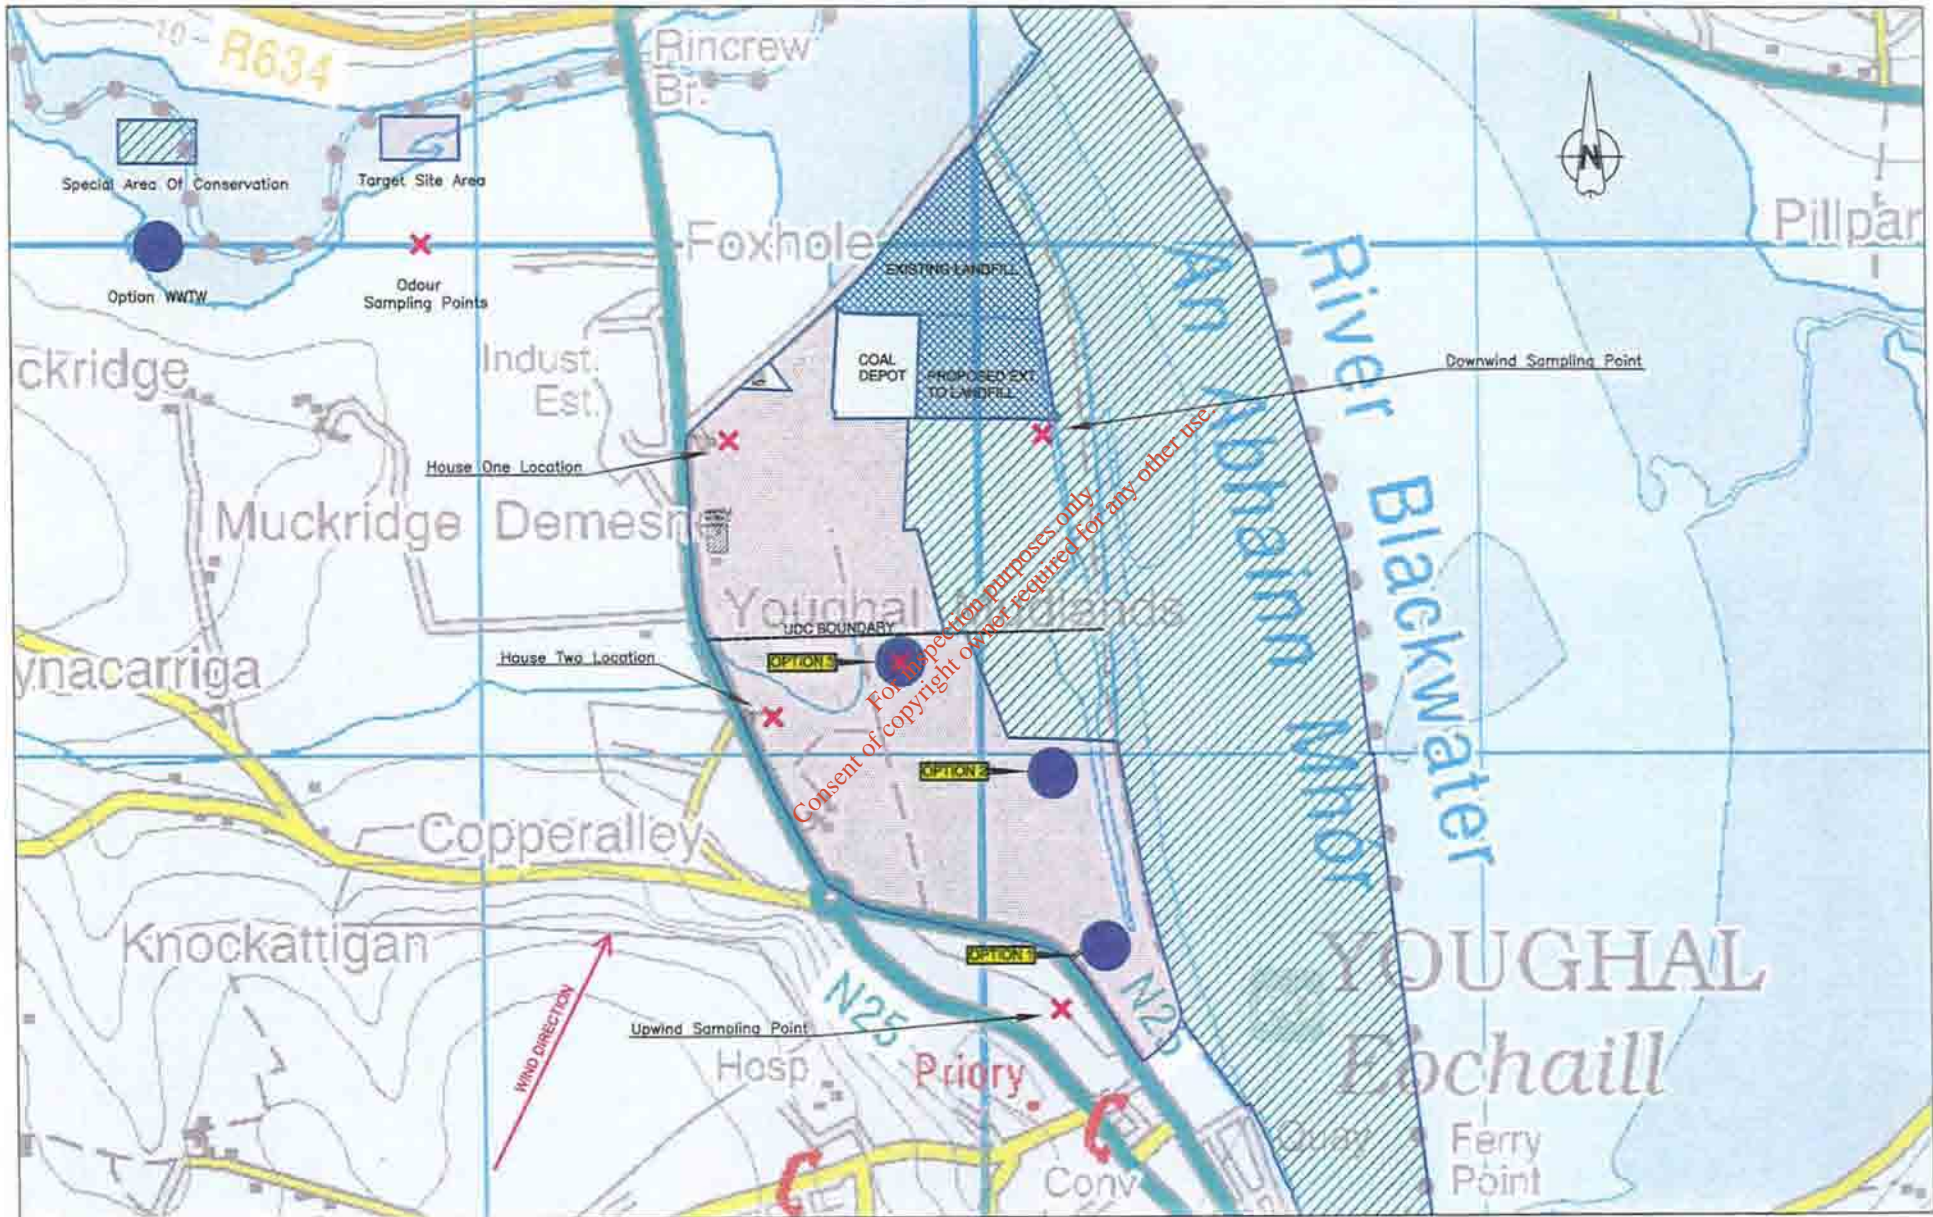 10
R634
Rincrew
Br.
Special Area Of Conservation
Target Site Area
Option WWTW
Odour
Sampling Points
N
Pillpar
Foxhole
EXISTING LANDFILL
River Blackwater
An Abhainn Mhór
ckridge
Indust.
Est.
COAL
DEPOT
PROPOSED EXT.
TO LANDFILL
Downwind Sampling Point
House One Location
Muckridge Demesn
Youghal Mudlands
UDC BOUNDARY
OPTION 3
House Two Location
ynacarriga
OPTION 2
For inspection purposes only.
Consent of copyright owner required for any other use.
Copperalley
Knockattigan
OPTION 1
WIND DIRECTION
N25
N25
Upwind Sampling Point
YOUGHAL
Eochaill
Hosp
Priory
Quay
Ferry
Point
Conv